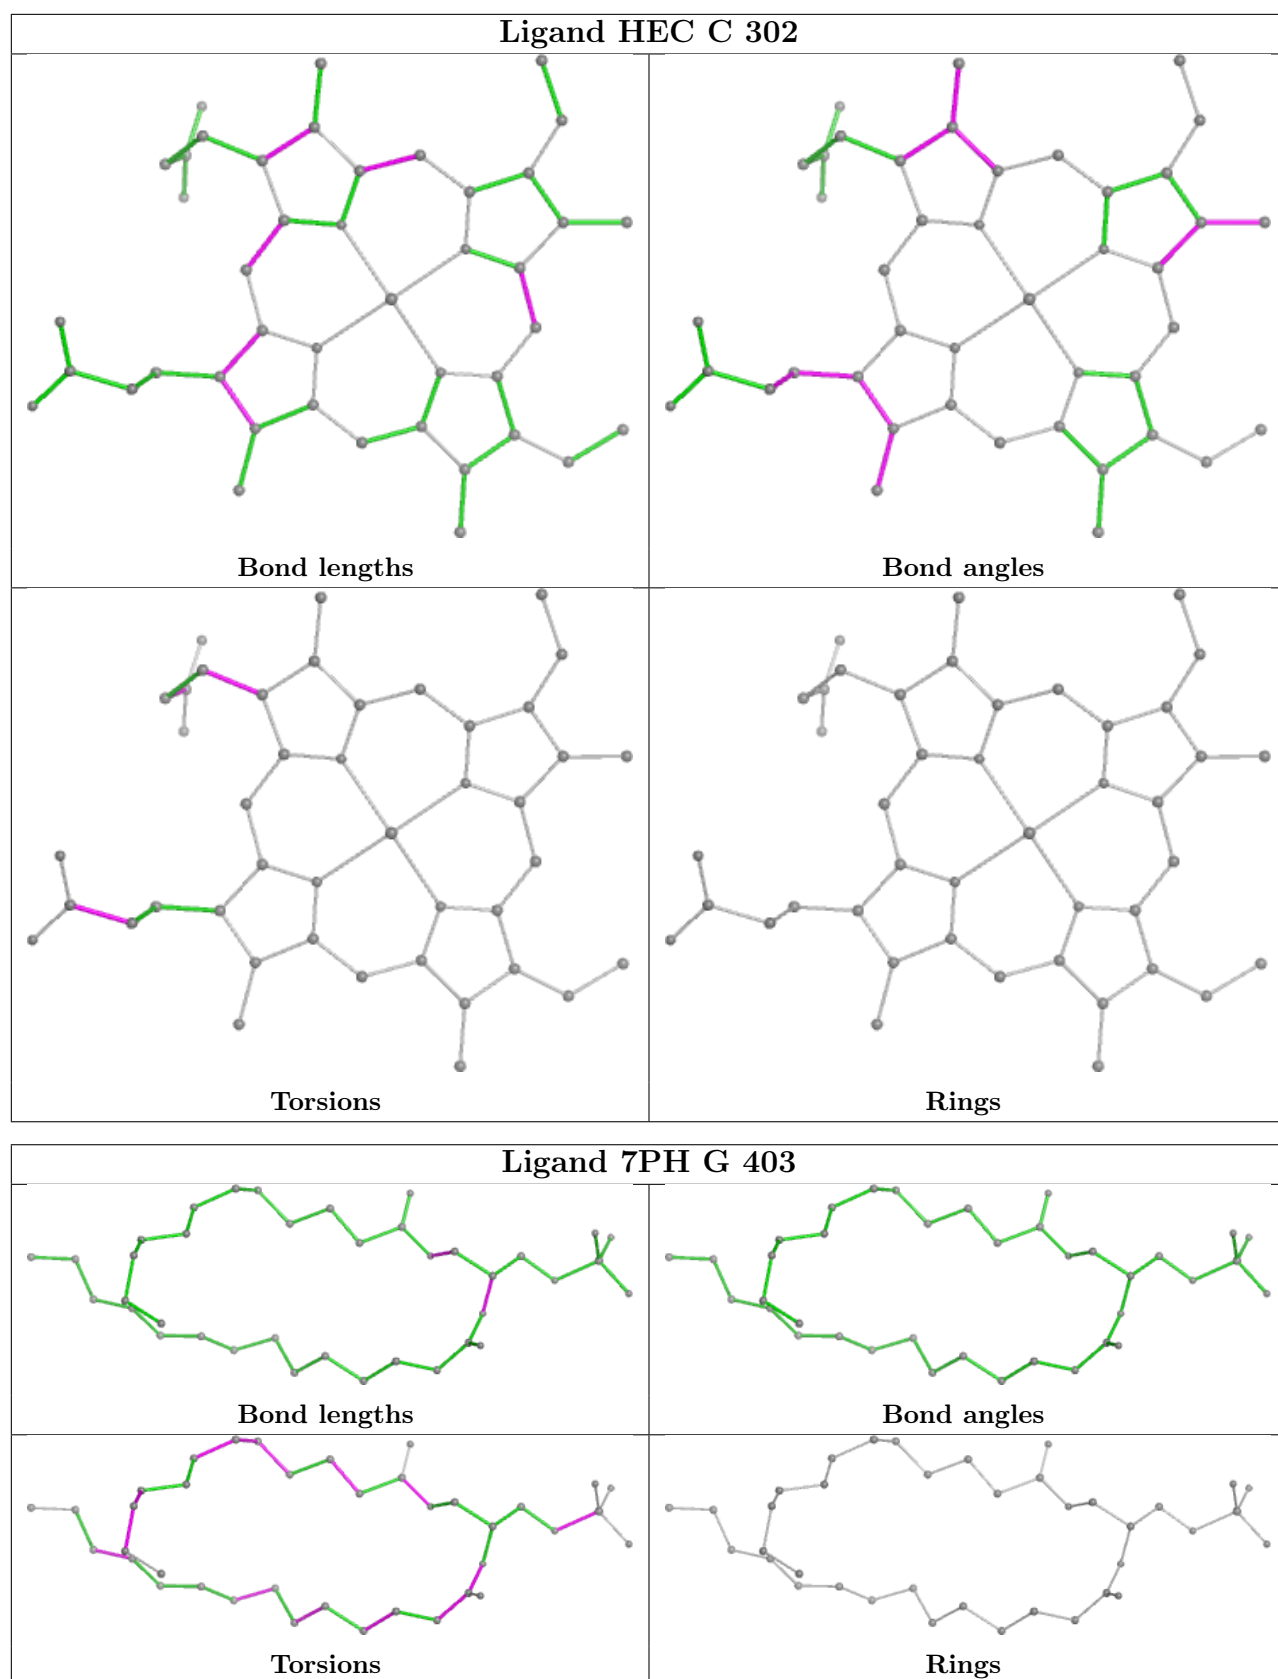 Ligand HEC C 302
Bond lengths
Bond angles
Torsions
Rings
Ligand 7PH G 403
Bond lengths
Bond angles
Torsions
Rings